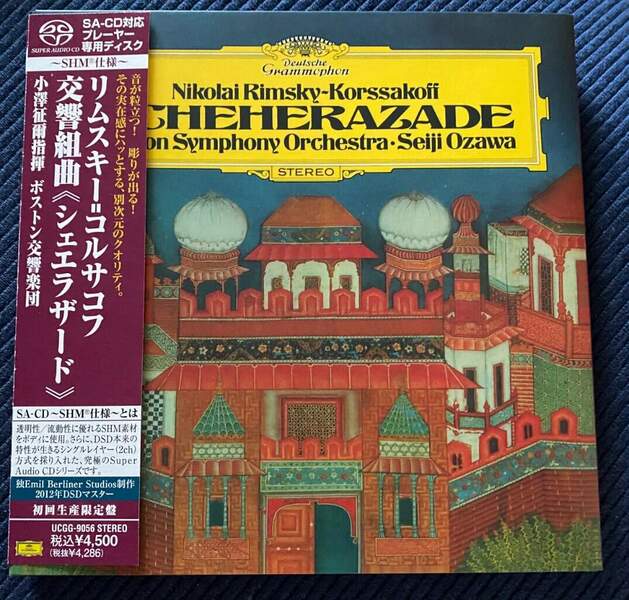 SUPER AUDIO CD
SA-CD対応
プレーヤー
専用ディスク
〜SHM®仕様〜
音が粒立つ! 彫りが出る!
その実在感にハッとする、別次元のクオリティ。
リムスキー=コルサコフ
交響組曲《シェエラザード》
小澤征爾指揮 ボストン交響楽団
SA-CD〜SHM®仕様〜とは
透明性/流動性に優れるSHM素材
をボディに使用。さらに、DSD本来の
特性が生きるシングルレイヤー(2ch)
方式を採り入れた、究極のSuper
Audio CDシリーズです。
独Emil Berliner Studios制作
2012年DSDマスター
初回生産限定盤
UCGG-9056 STEREO
税込¥4,500
(税抜¥4,286)
Deutsche
Grammophon
Nikolai Rimsky-Korssakoff
CHEHERAZADE
on Symphony Orchestra · Seiji Ozawa
STEREO